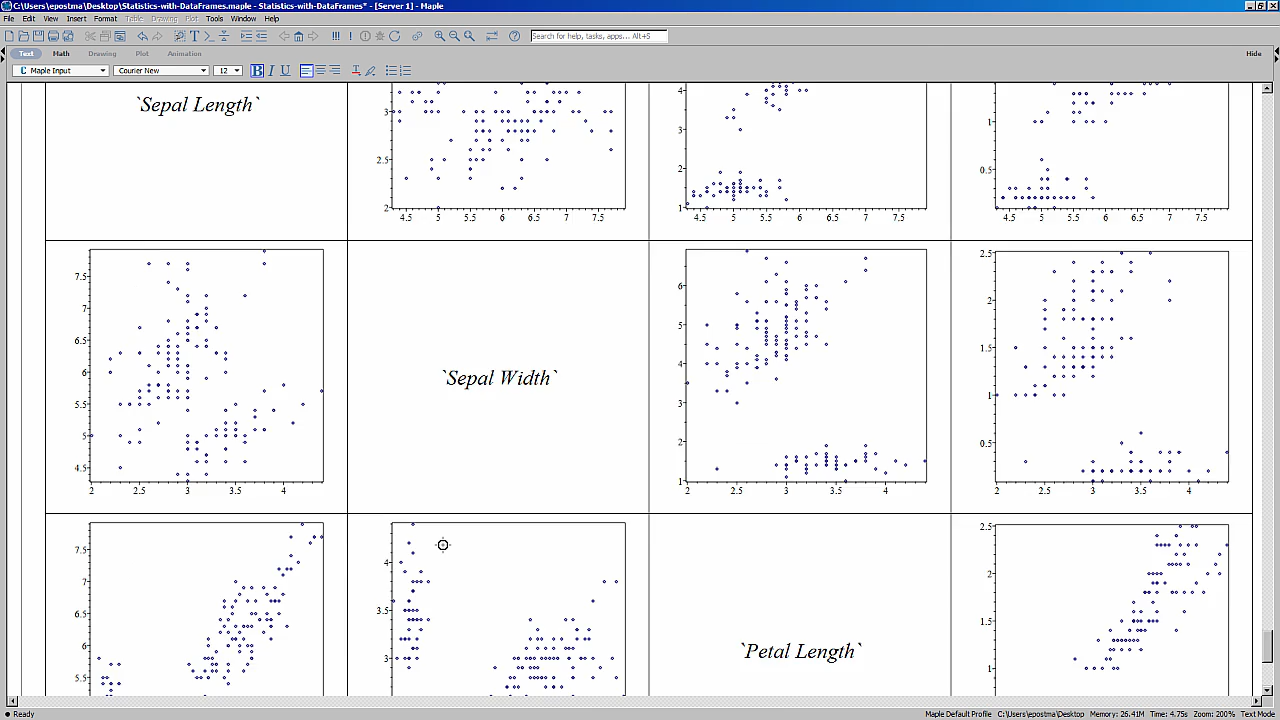 C:\Users\epostma\Desktop\Statistics-with-DataFrames.maple - Statistics-with-DataFrames* - [Server 1] - Maple
File Edit View Insert Format Table Drawing Plot Tools Window Help
Search for help, tasks, apps... Alt+S
Text Math Drawing Plot Animation Hide
C Maple Input Courier New 12 B I U
`Sepal Length`
3
2.5
2
4.5 5 5.5 6 6.5 7 7.5
4
3
2
1
4.5 5 5.5 6 6.5 7 7.5
1
0.5
4.5 5 5.5 6 6.5 7 7.5
7.5
7
6.5
6
5.5
5
4.5
2 2.5 3 3.5 4
`Sepal Width`
6
5
4
3
2
1
2 2.5 3 3.5 4
2.5
2
1.5
1
0.5
2 2.5 3 3.5 4
7.5
7
6.5
6
5.5
4
3.5
3
`Petal Length`
2.5
2
1.5
1
Ready Maple Default Profile C:\Users\epostma\Desktop Memory: 26.41M Time: 4.75s Zoom: 200% Text Mode